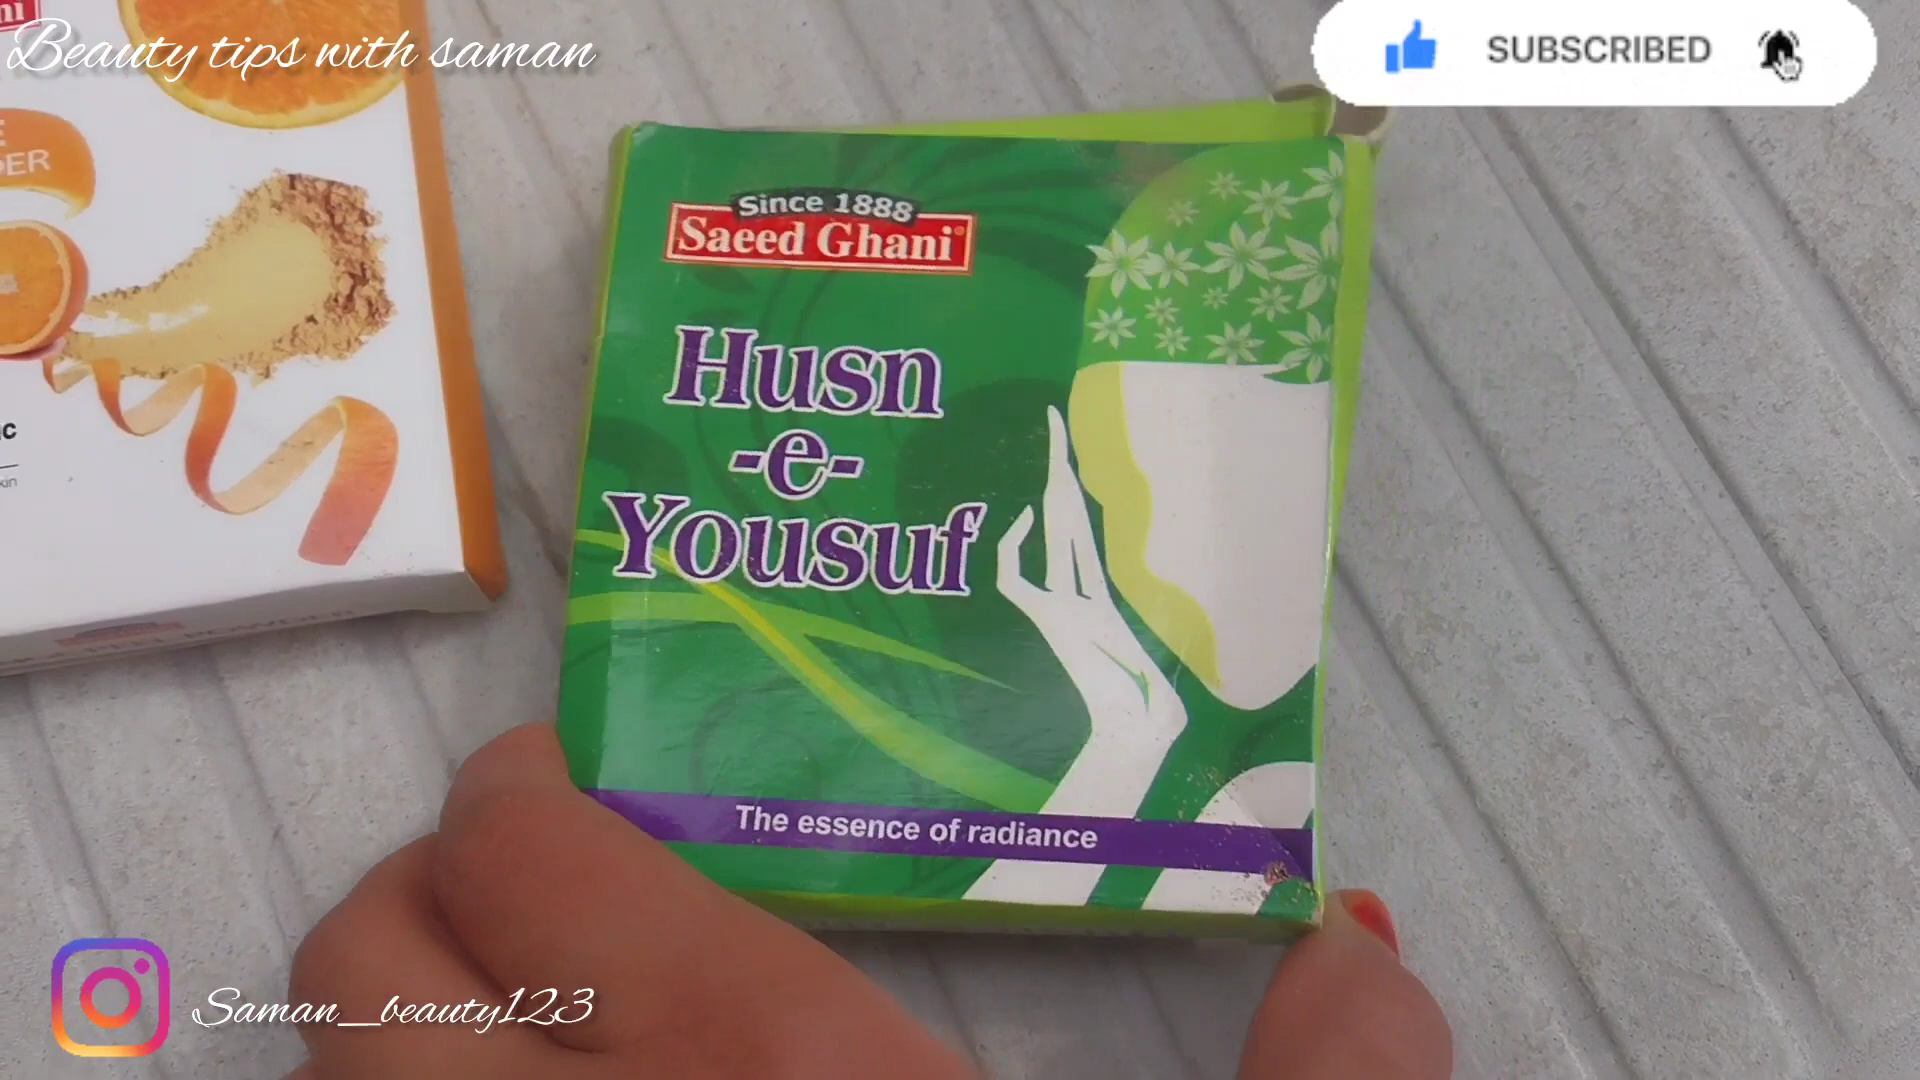 Beauty tips with saman
SUBSCRIBED
Since 1888
Saeed Ghani
Husn
-e-
Yousuf
The essence of radiance
Saman_beauty123